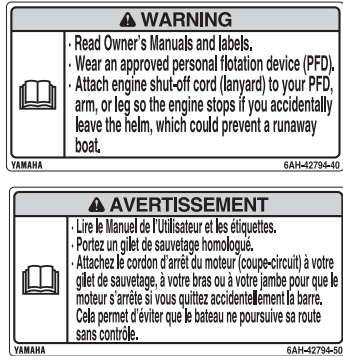 WARNING
· Read Owner's Manuals and labels.
· Wear an approved personal flotation device (PFD).
· Attach engine shut-off cord (lanyard) to your PFD,
arm, or leg so the engine stops if you accidentally
leave the helm, which could prevent a runaway
boat.
YAMAHA 6AH-42794-40
AVERTISSEMENT
· Lire le Manuel de l'Utilisateur et les étiquettes.
· Portez un gilet de sauvetage homologué.
· Attachez le cordon d'arrêt du moteur (coupe-circuit) à votre
gilet de sauvetage, à votre bras ou à votre jambe pour que le
moteur s'arrête si vous quittez accidentellement la barre.
Cela permet d'éviter que le bateau ne poursuive sa route
sans contrôle.
YAMAHA 6AH-42794-50